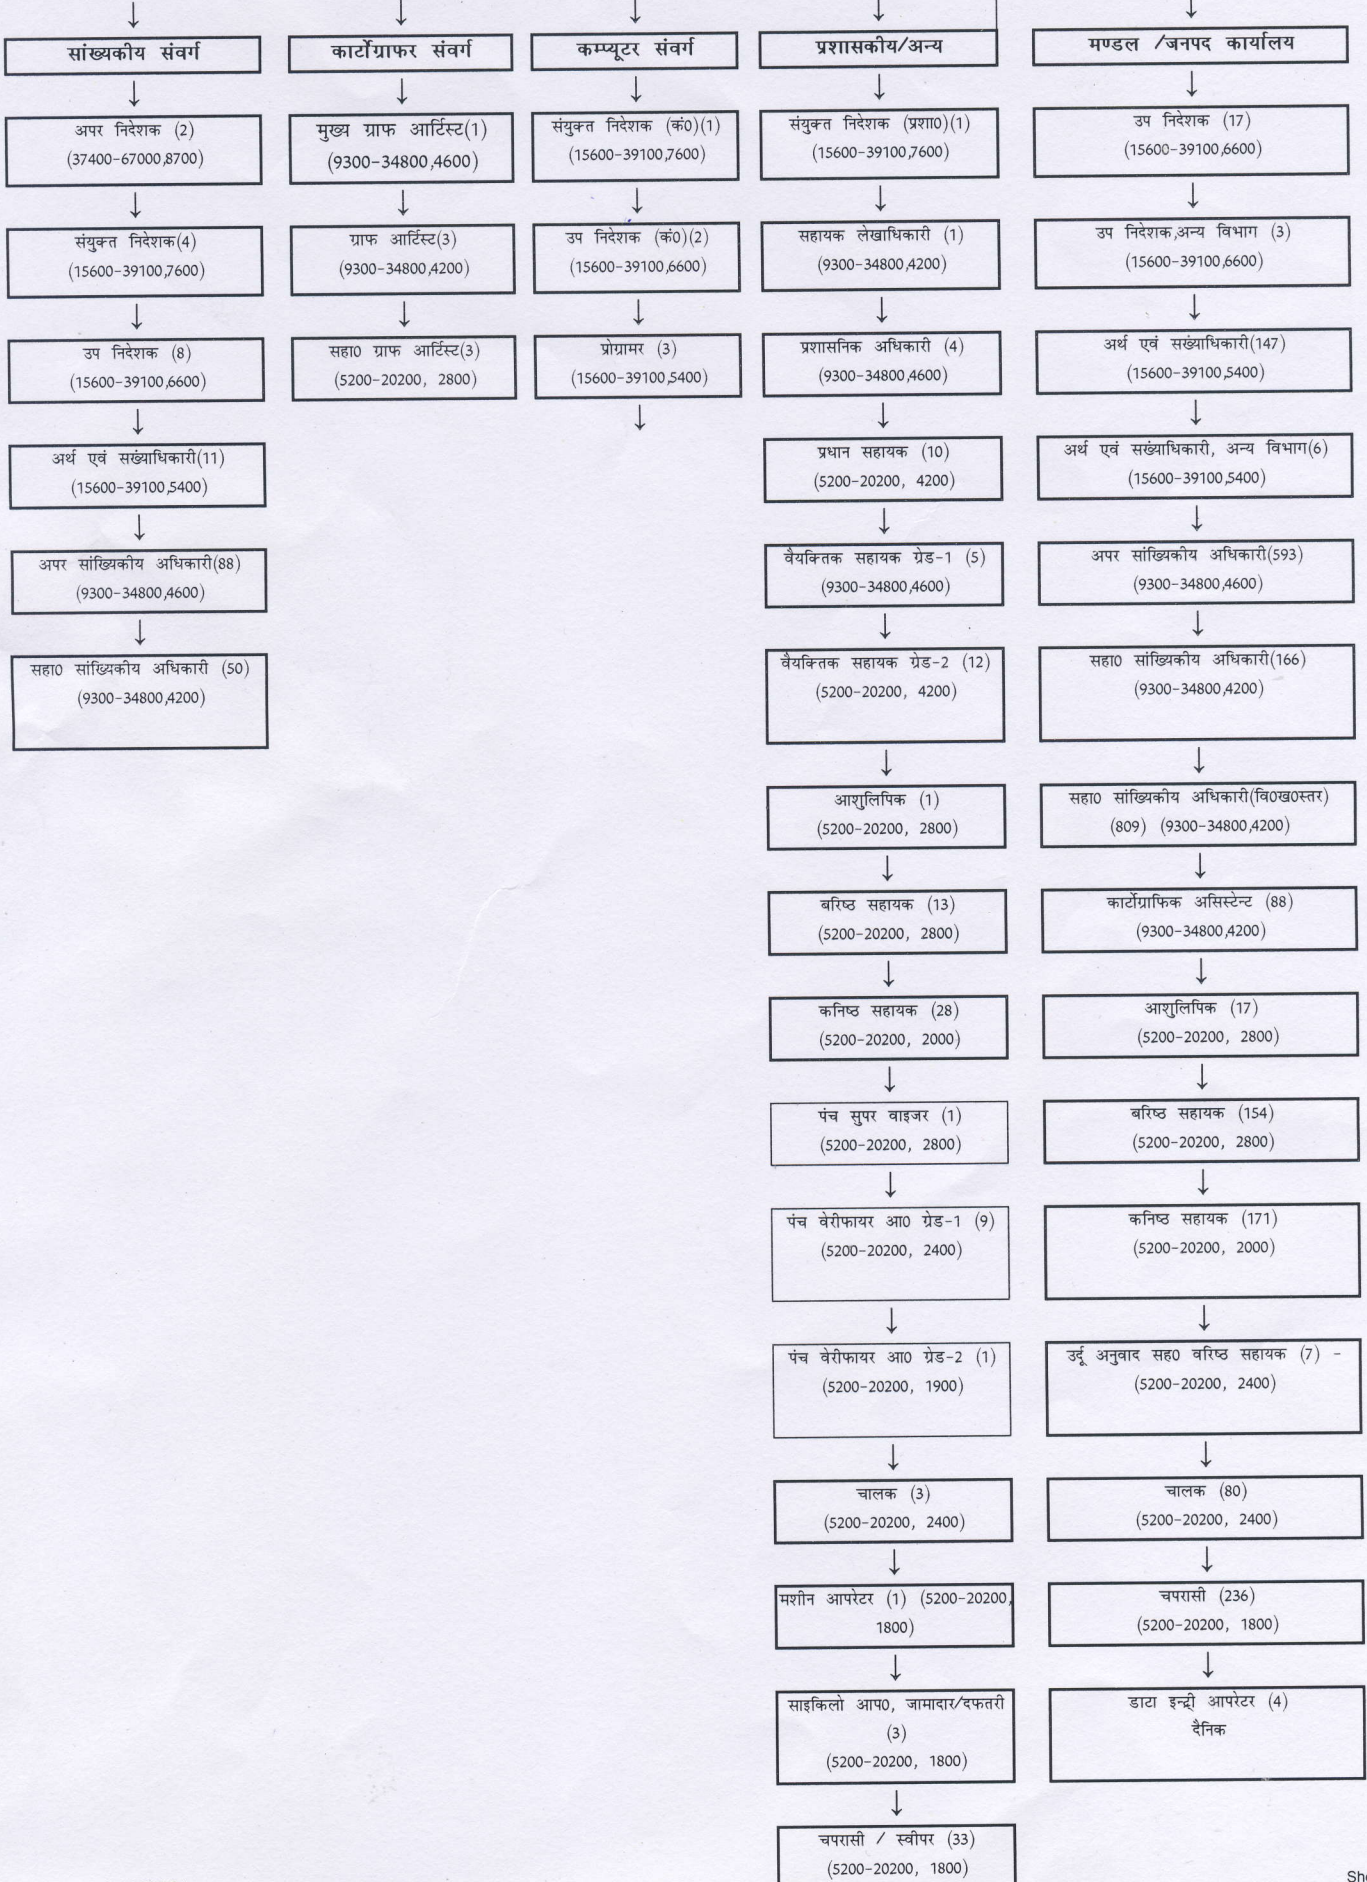 सांख्यकीय संवर्ग
अपर निदेशक (2)
(37400-67000,8700)
संयुक्त निदेशक(4)
(15600-39100,7600)
उप निदेशक (8)
(15600-39100,6600)
अर्थ एवं सख्ंयाधिकारी(11)
(15600-39100,5400)
अपर सांख्यिकीय अधिकारी(88)
(9300-34800,4600)
सहा0 सांख्यिकीय अधिकारी (50)
(9300-34800,4200)
कार्टोग्राफर संवर्ग
मुख्य ग्राफ आर्टिस्ट(1)
(9300-34800,4600)
ग्राफ आर्टिस्ट(3)
(9300-34800,4200)
सहा0 ग्राफ आर्टिस्ट(3)
(5200-20200, 2800)
कम्प्यूटर संवर्ग
संयुक्त निदेशक (कं0)(1)
(15600-39100,7600)
उप निदेशक (कं0)(2)
(15600-39100,6600)
प्रोग्रामर (3)
(15600-39100,5400)
प्रशासकीय/अन्य
संयुक्त निदेशक (प्रशा0)(1)
(15600-39100,7600)
सहायक लेखाधिकारी (1)
(9300-34800,4200)
प्रशासनिक अधिकारी (4)
(9300-34800,4600)
प्रधान सहायक (10)
(5200-20200, 4200)
वैयक्तिक सहायक ग्रेड-1 (5)
(9300-34800,4600)
वैयक्तिक सहायक ग्रेड-2 (12)
(5200-20200, 4200)
आशुलिपिक (1)
(5200-20200, 2800)
बरिष्ठ सहायक (13)
(5200-20200, 2800)
कनिष्ठ सहायक (28)
(5200-20200, 2000)
पंच सुपर वाइजर (1)
(5200-20200, 2800)
पंच वेरीफायर आ0 ग्रेड-1 (9)
(5200-20200, 2400)
पंच वेरीफायर आ0 ग्रेड-2 (1)
(5200-20200, 1900)
चालक (3)
(5200-20200, 2400)
मशीन आपरेटर (1) (5200-20200,
1800)
साइकिलो आप0, जामादार/दफतरी
(3)
(5200-20200, 1800)
चपरासी / स्वीपर (33)
(5200-20200, 1800)
मण्डल /जनपद कार्यालय
उप निदेशक (17)
(15600-39100,6600)
उप निदेशक,अन्य विभाग (3)
(15600-39100,6600)
अर्थ एवं सख्ंयाधिकारी(147)
(15600-39100,5400)
अर्थ एवं सख्ंयाधिकारी, अन्य विभाग(6)
(15600-39100,5400)
अपर सांख्यिकीय अधिकारी(593)
(9300-34800,4600)
सहा0 सांख्यिकीय अधिकारी(166)
(9300-34800,4200)
सहा0 सांख्यिकीय अधिकारी(वि0ख0स्तर)
(809) (9300-34800,4200)
कार्टोग्राफिक असिस्टेन्ट (88)
(9300-34800,4200)
आशुलिपिक (17)
(5200-20200, 2800)
बरिष्ठ सहायक (154)
(5200-20200, 2800)
कनिष्ठ सहायक (171)
(5200-20200, 2000)
उर्दू अनुवाद सह0 वरिष्ठ सहायक (7) -
(5200-20200, 2400)
चालक (80)
(5200-20200, 2400)
चपरासी (236)
(5200-20200, 1800)
डाटा इन्द्री आपरेटर (4)
दैनिक